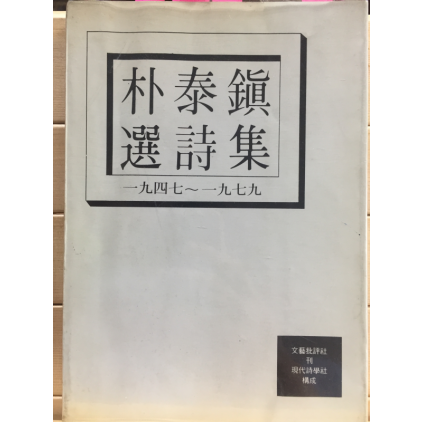 朴泰鎭
選詩集
一九四七～一九七九
文藝批評社
刊
現代詩學社
構成